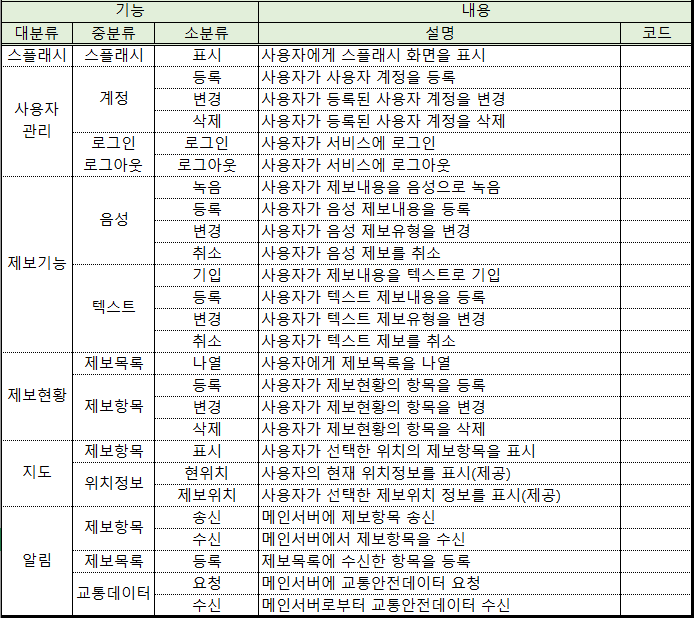 기능 내용
대분류 중분류 소분류 설명 코드
스플래시 스플래시 표시 사용자에게 스플래시 화면을 표시
사용자
관리
계정
등록 사용자가 사용자 계정을 등록
변경 사용자가 등록된 사용자 계정을 변경
삭제 사용자가 등록된 사용자 계정을 삭제
로그인
로그아웃
로그인 사용자가 서비스에 로그인
로그아웃 사용자가 서비스에 로그아웃
제보기능
음성
녹음 사용자가 제보내용을 음성으로 녹음
등록 사용자가 음성 제보내용을 등록
변경 사용자가 음성 제보유형을 변경
취소 사용자가 음성 제보를 취소
텍스트
기입 사용자가 제보내용을 텍스트로 기입
등록 사용자가 텍스트 제보내용을 등록
변경 사용자가 텍스트 제보유형을 변경
취소 사용자가 텍스트 제보를 취소
제보현황
제보목록 나열 사용자에게 제보목록을 나열
제보항목
등록 사용자가 제보현황의 항목을 등록
변경 사용자가 제보현황의 항목을 변경
삭제 사용자가 제보현황의 항목을 삭제
지도
제보항목 표시 사용자가 선택한 위치의 제보항목을 표시
위치정보
현위치 사용자의 현재 위치정보를 표시(제공)
제보위치 사용자가 선택한 제보위치 정보를 표시(제공)
알림
제보항목
송신 메인서버에 제보항목 송신
수신 메인서버에서 제보항목을 수신
제보목록 등록 제보목록에 수신한 항목을 등록
교통데이터
요청 메인서버에 교통안전데이터 요청
수신 메인서버로부터 교통안전데이터 수신